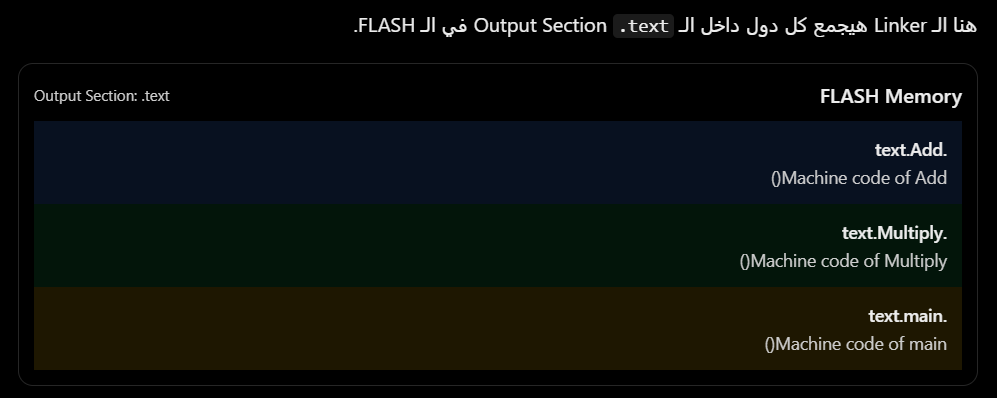 هنا الـ Linker هيجمع كل دول داخل الـ .text Output Section في الـ FLASH.
FLASH Memory
Output Section: .text
.text.Add
Machine code of Add()
.text.Multiply
Machine code of Multiply()
.text.main
Machine code of main()